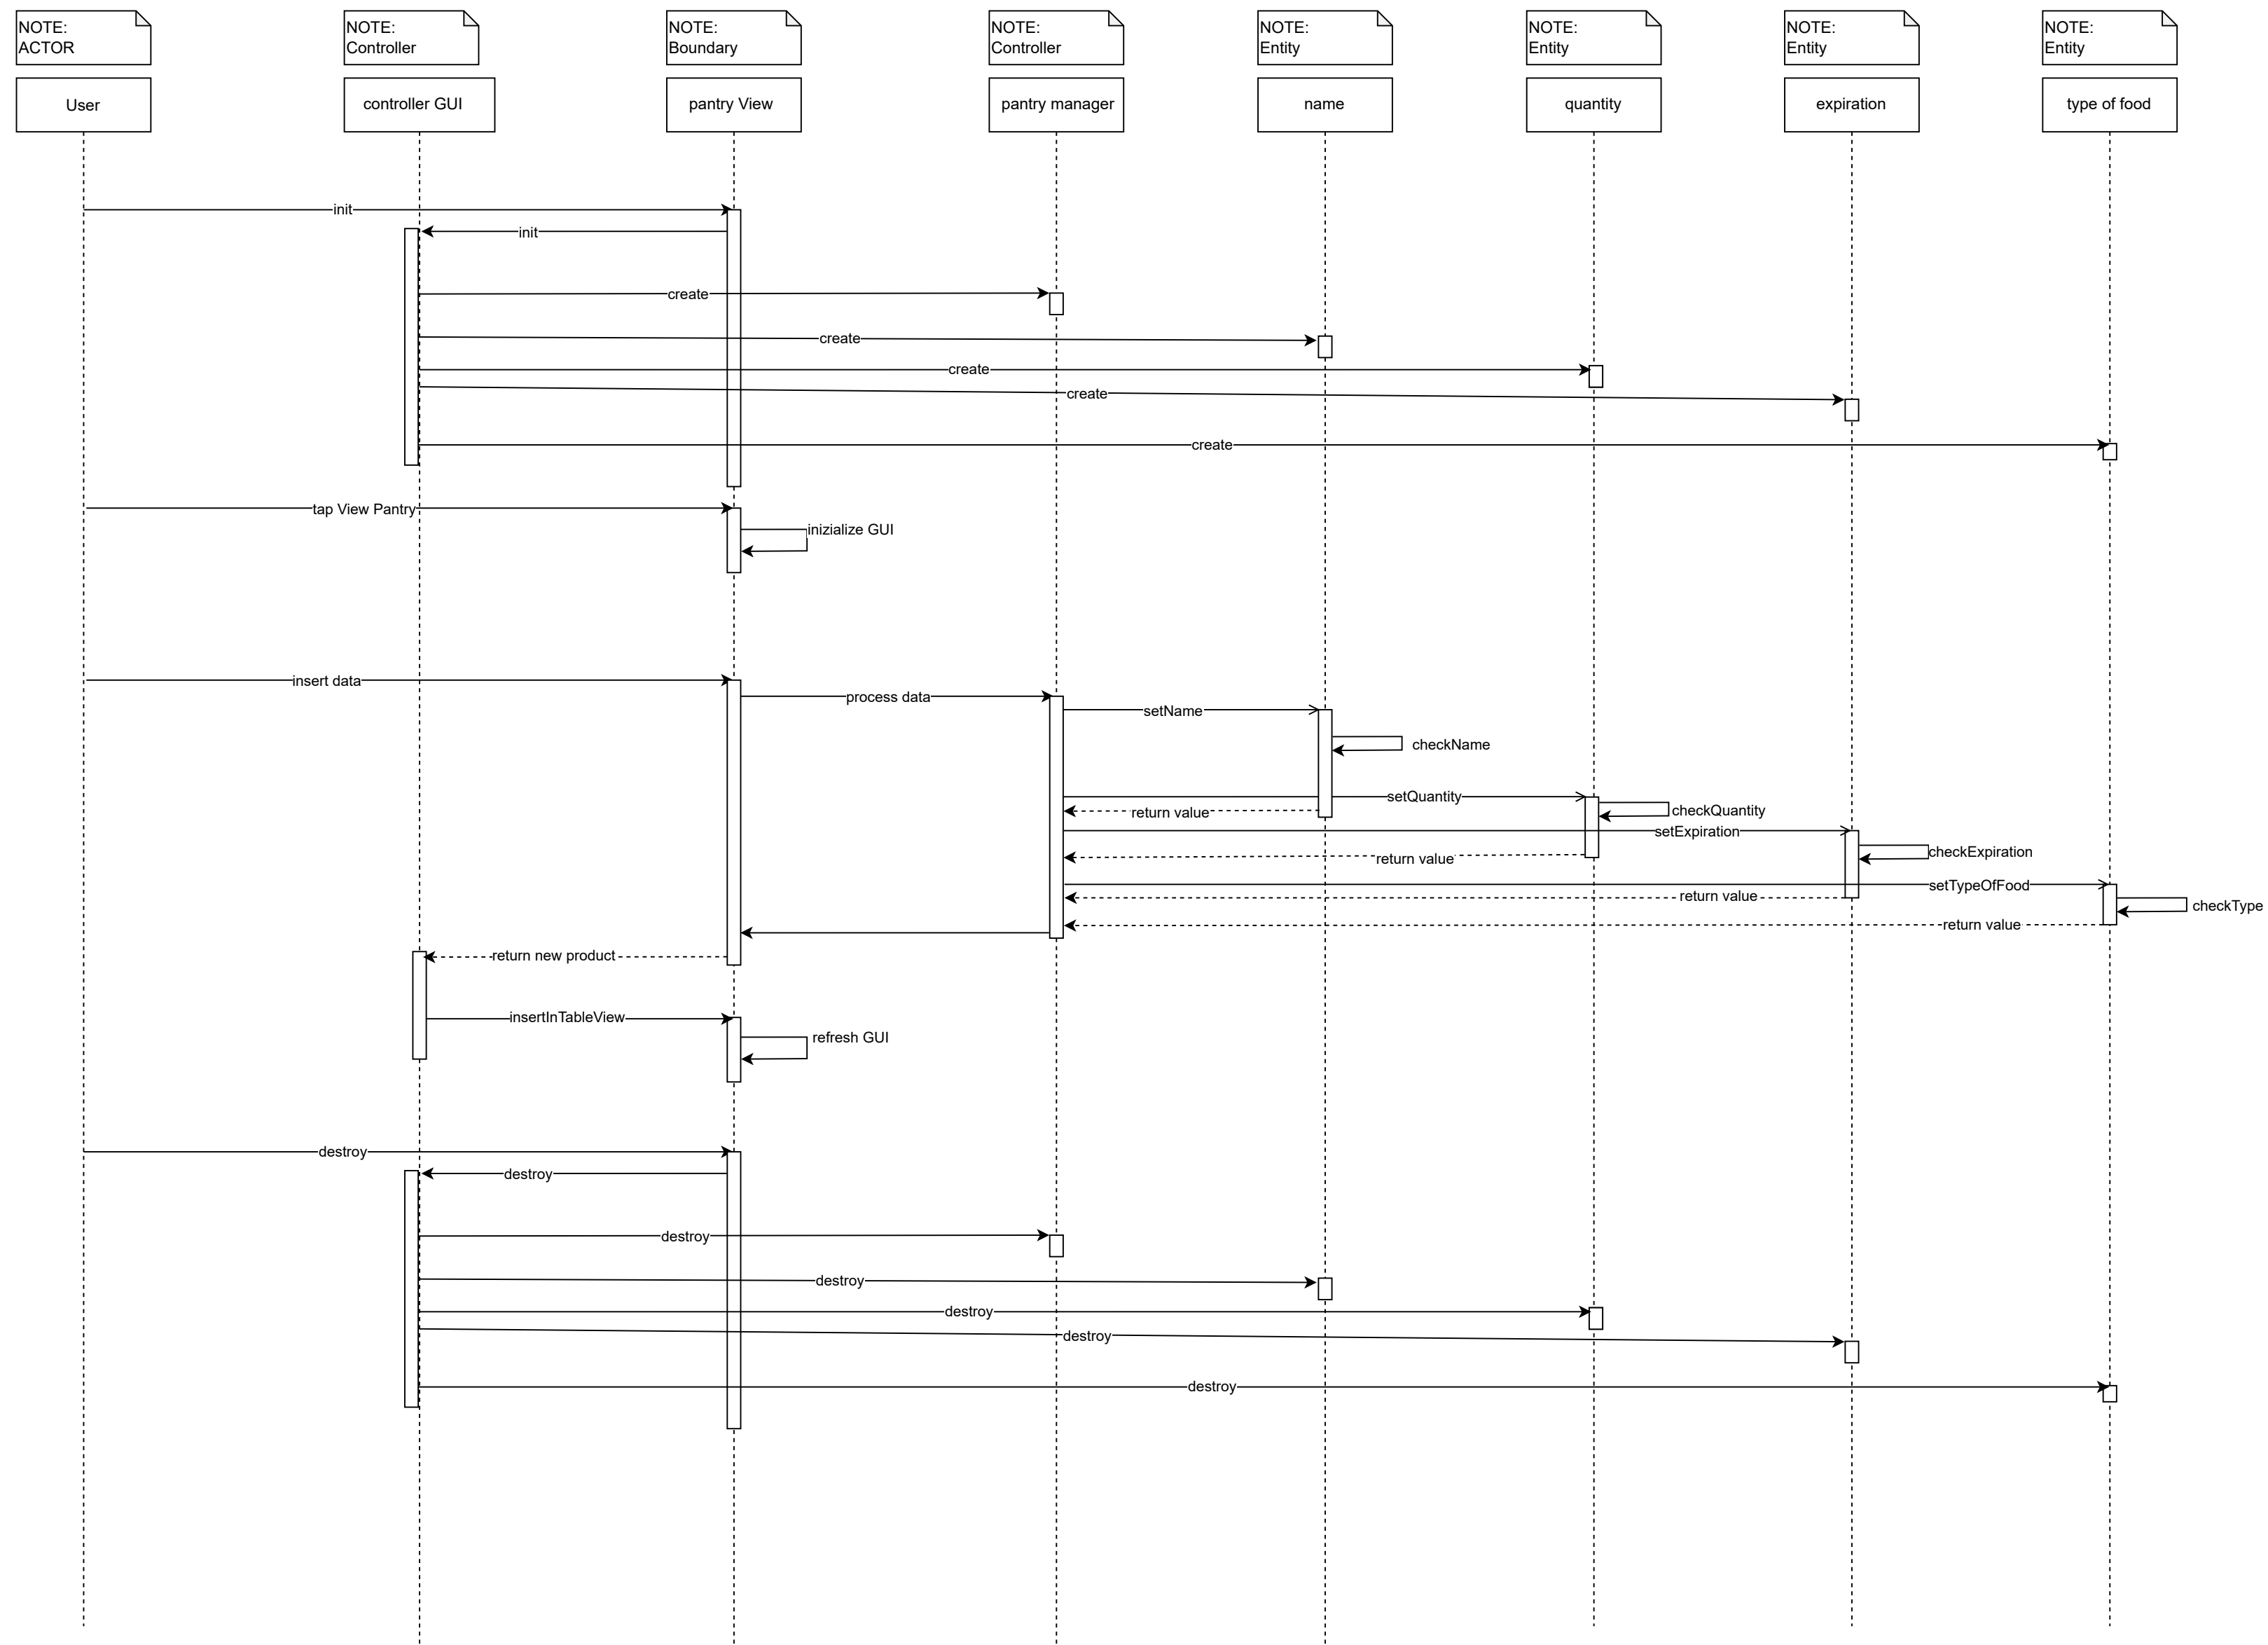 NOTE:
ACTOR
NOTE:
Controller
NOTE:
Boundary
NOTE:
Controller
NOTE:
Entity
NOTE:
Entity
NOTE:
Entity
NOTE:
Entity
User
controller GUI
pantry View
pantry manager
name
quantity
expiration
type of food
init
init
create
create
create
create
create
tap View Pantry
inizialize GUI
insert data
process data
setName
checkName
setQuantity
return value
checkQuantity
setExpiration
return value
checkExpiration
setTypeOfFood
return value
checkType
return value
return new product
insertInTableView
refresh GUI
destroy
destroy
destroy
destroy
destroy
destroy
destroy